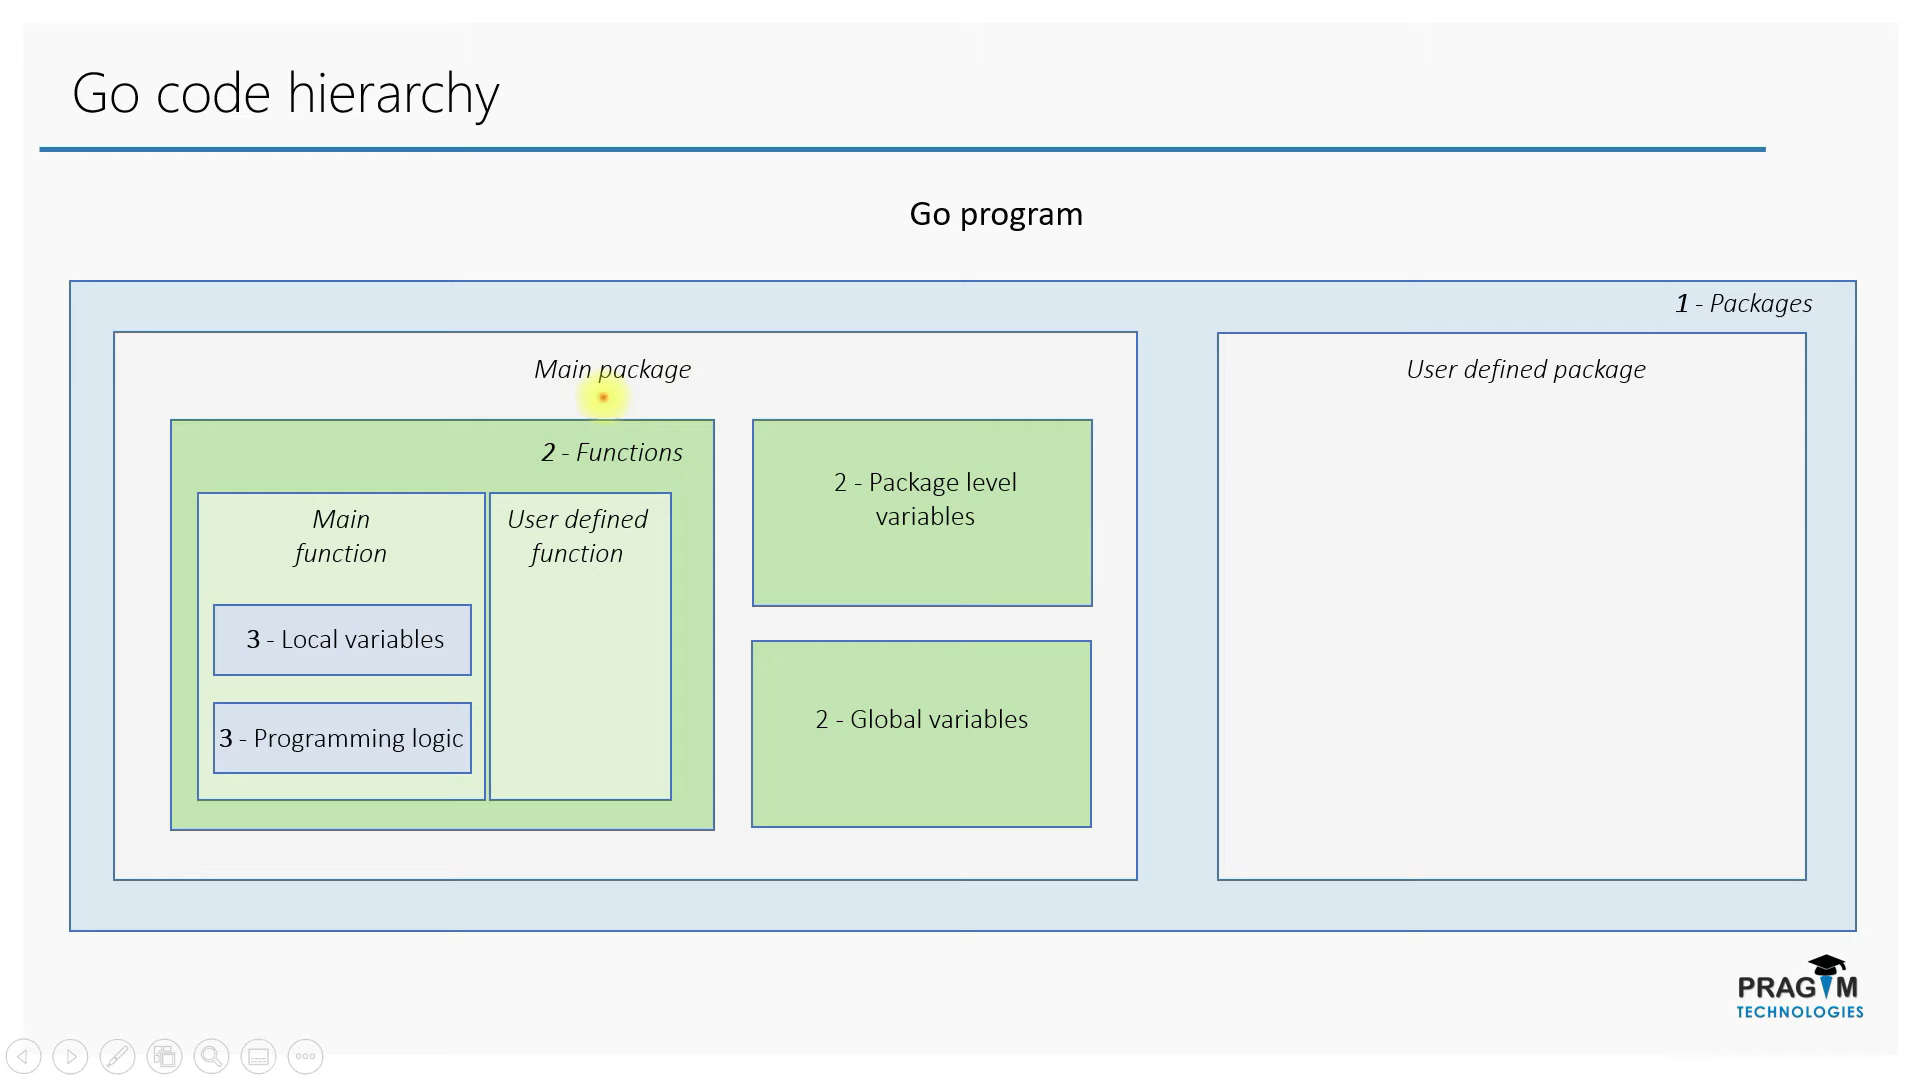 Go code hierarchy
Go program
1 - Packages
Main package
User defined package
2 - Functions
Main
function
User defined
function
3 - Local variables
3 - Programming logic
2 - Package level
variables
2 - Global variables
PRAGIM
TECHNOLOGIES